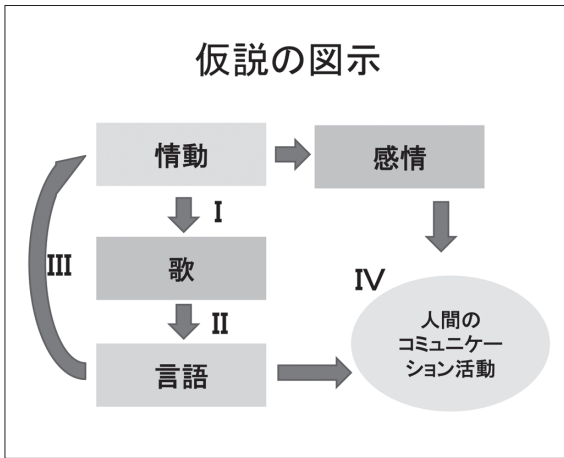 仮説の図示
情動
感情
I
歌
III
IV
II
人間の
コミュニケー
ション活動
言語